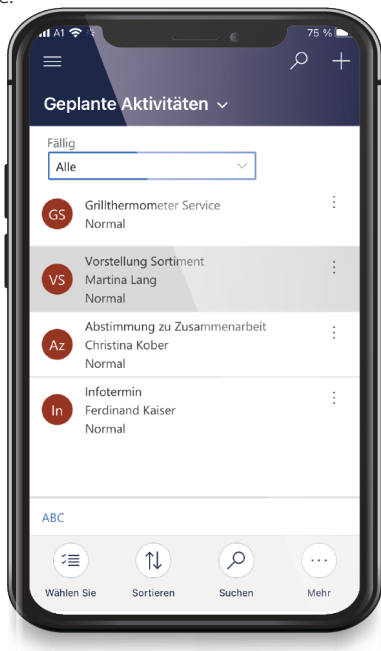 A1
75 %
Geplante Aktivitäten
Fällig
Alle
GS
Grillthermometer Service
Normal
VS
Vorstellung Sortiment
Martina Lang
Normal
Az
Abstimmung zu Zusammenarbeit
Christina Kober
Normal
In
Infotermin
Ferdinand Kaiser
Normal
ABC
Wählen Sie
Sortieren
Suchen
Mehr